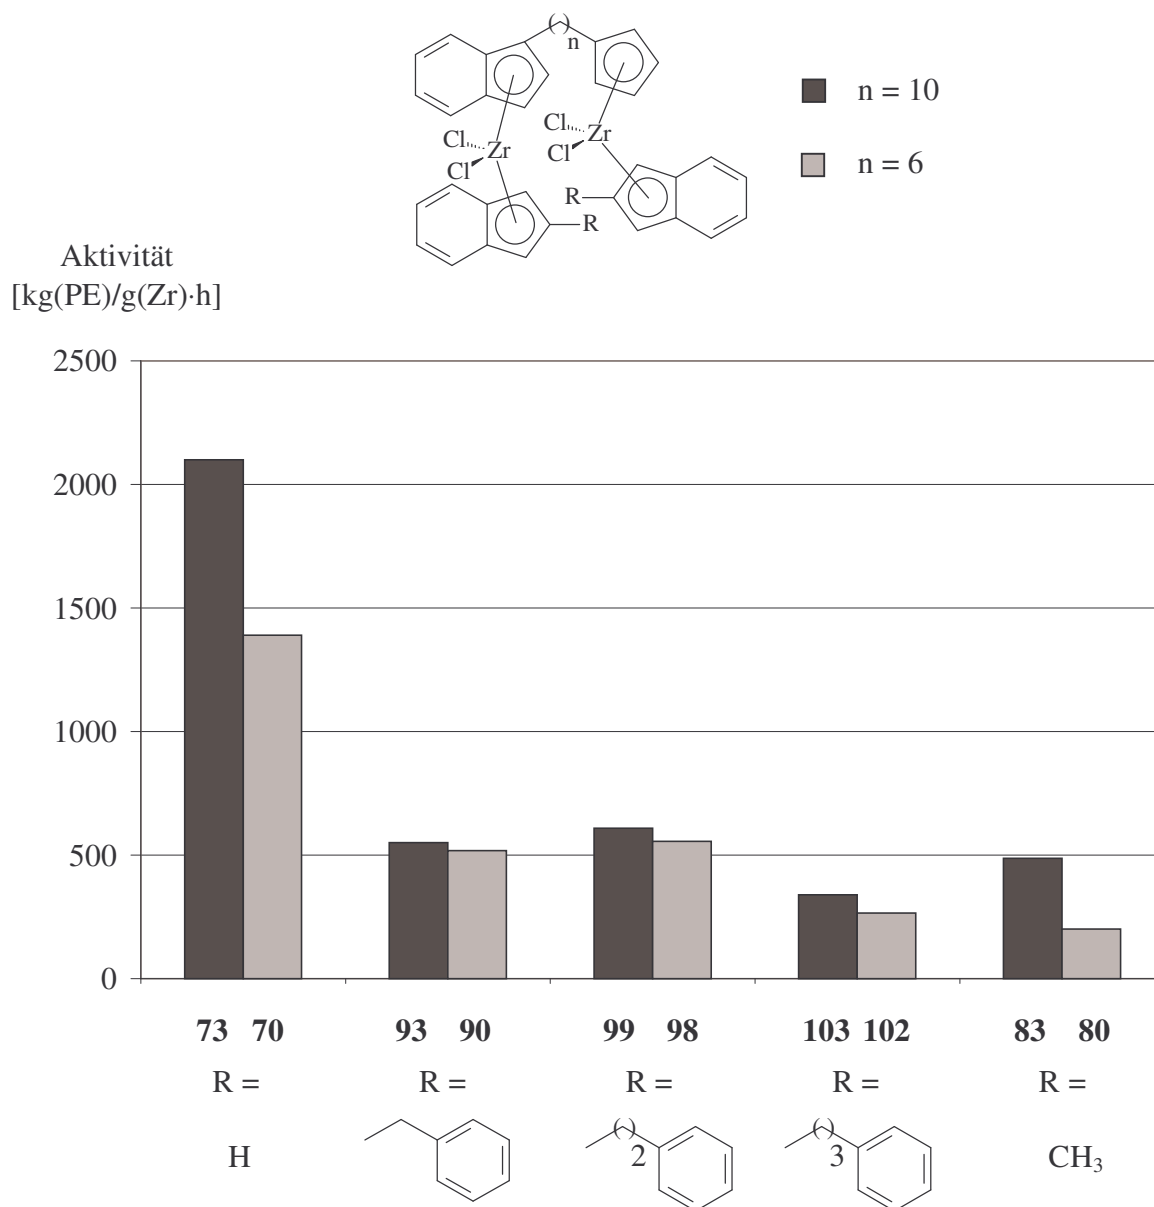 ( ) n
n = 10
n = 6
Cl
Cl Zr
Cl
Cl Zr
R
R
Aktivität
[kg(PE)/g(Zr)·h]
2500
2000
1500
1000
500
0
73 70 93 90 99 98 103 102 83 80
R = R = R = R = R =
H ( ) 2 ( ) 3 CH₃